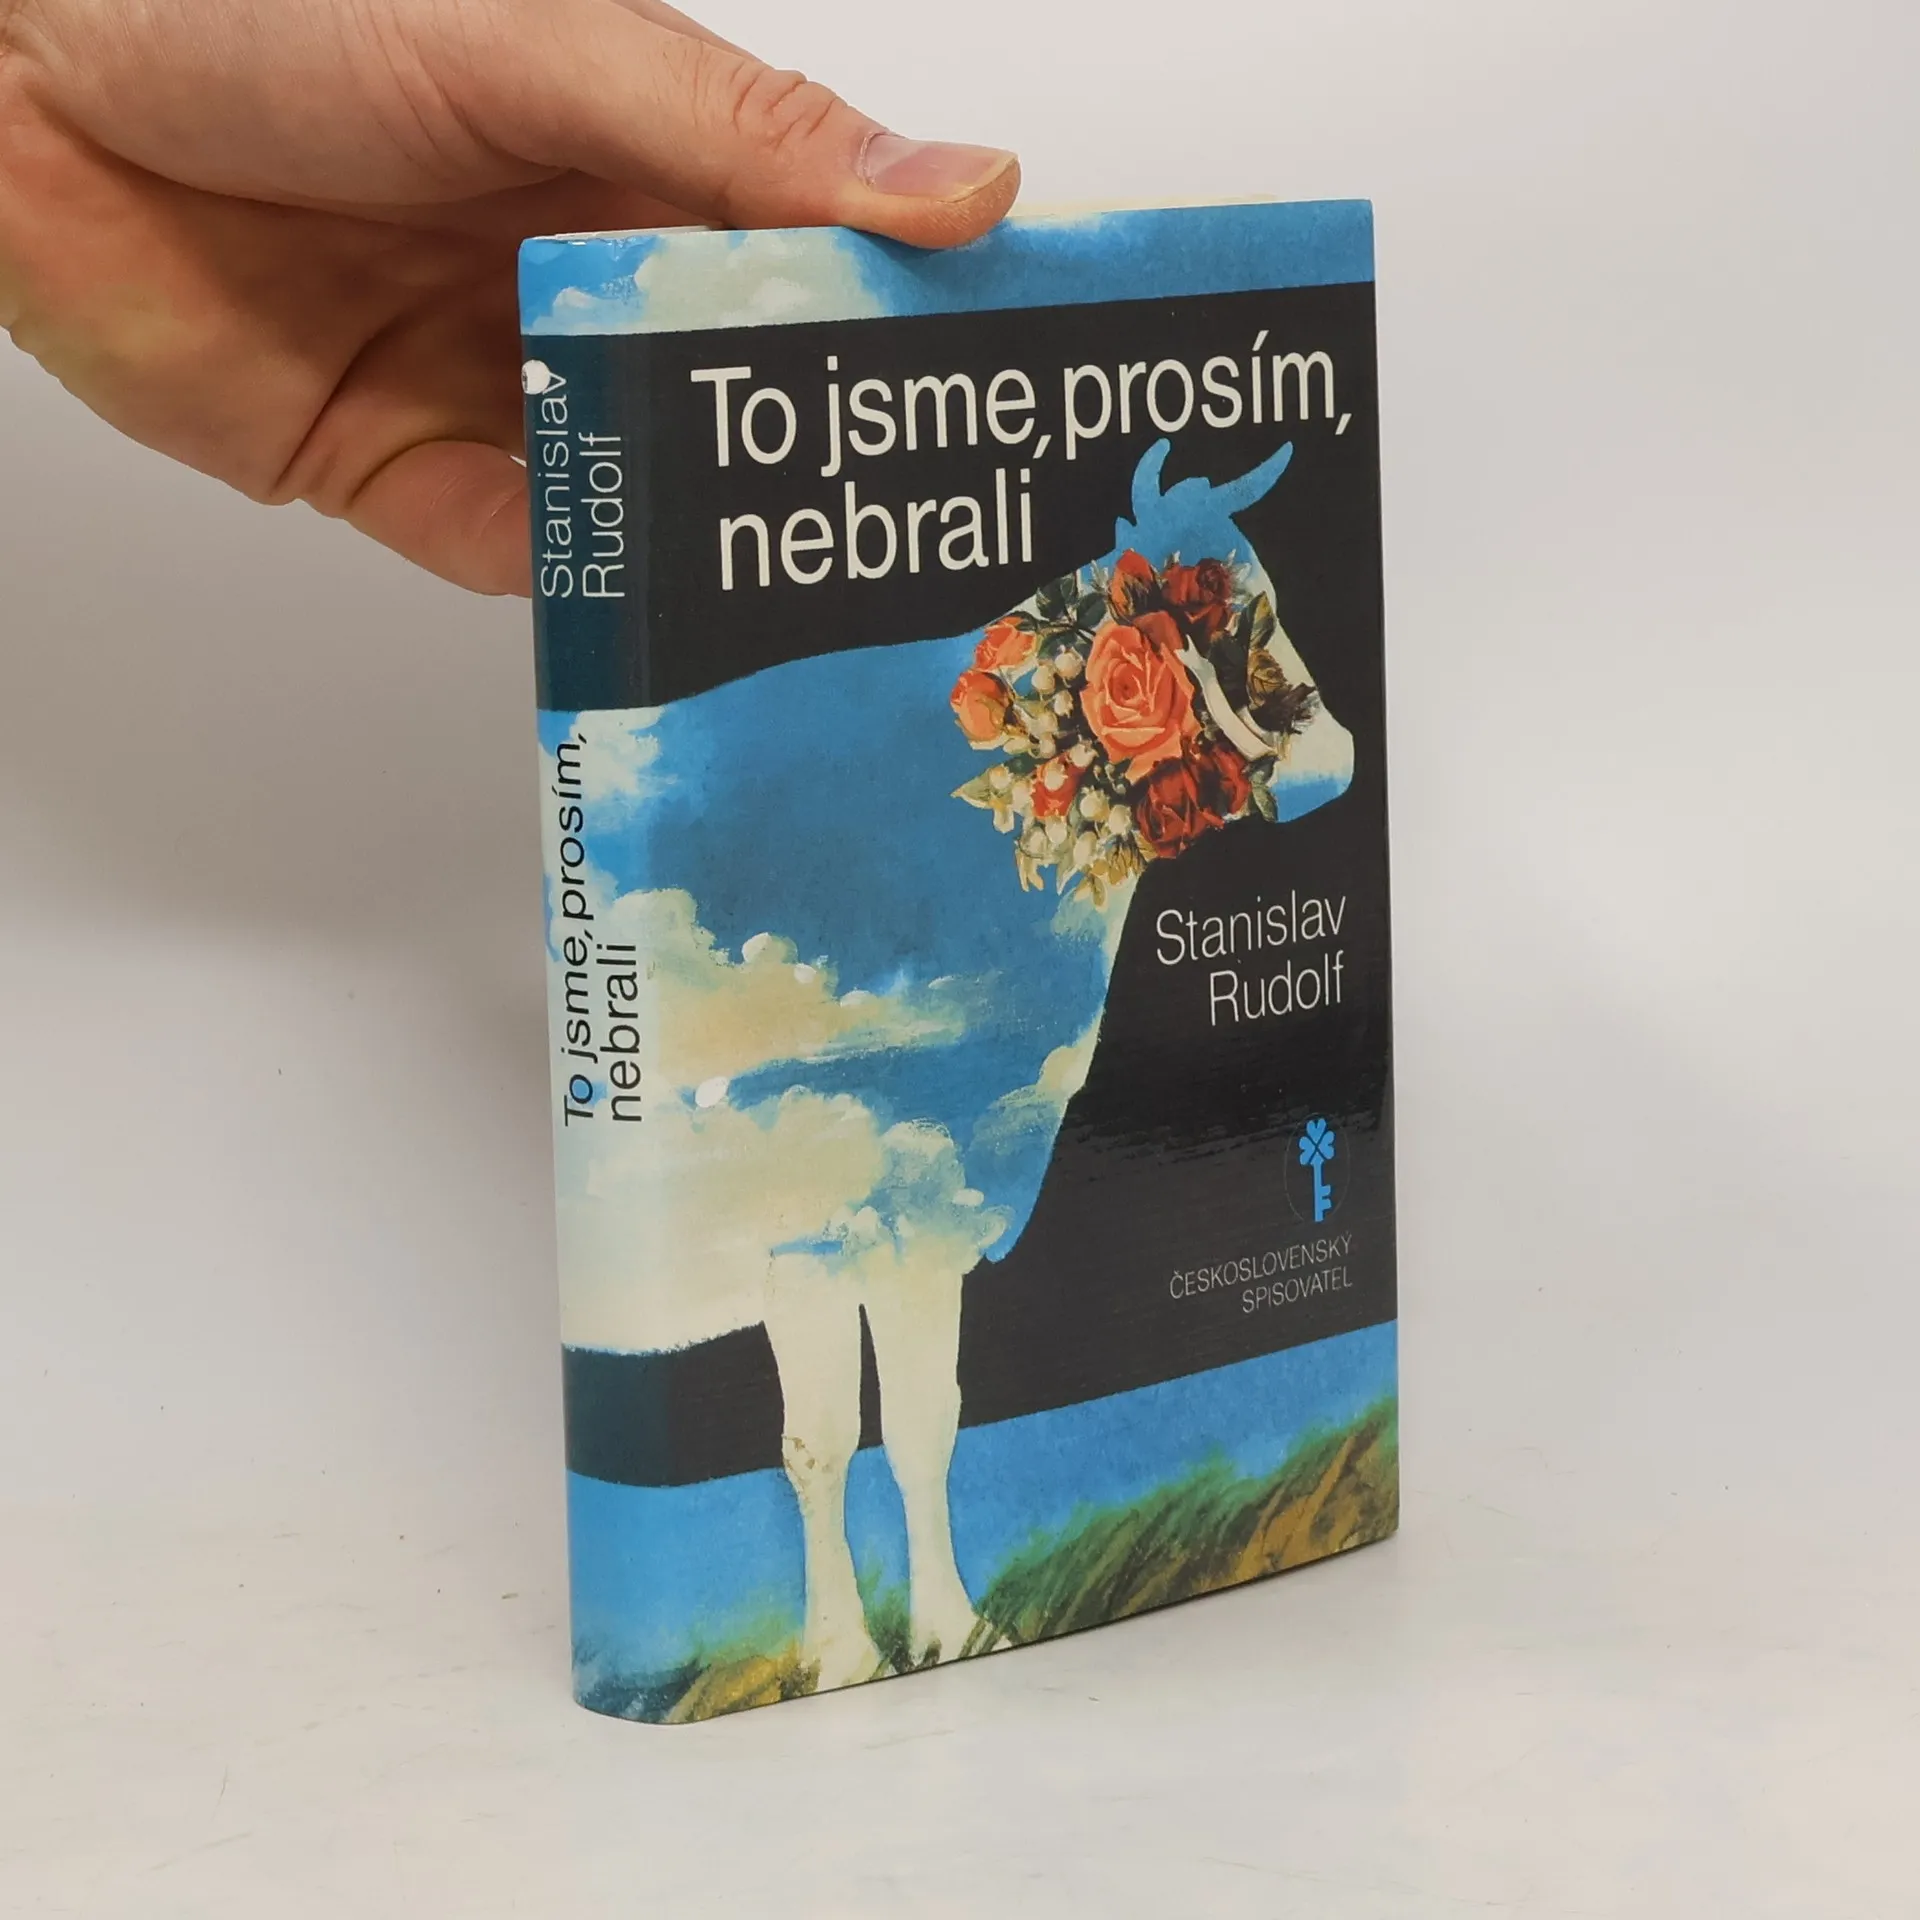 To jsme, prosím,
nebrali
Stanislav
Rudolf
ČESKOSLOVENSKÝ
SPISOVATEL
Stanislav
Rudolf
To jsme, prosím,
nebrali